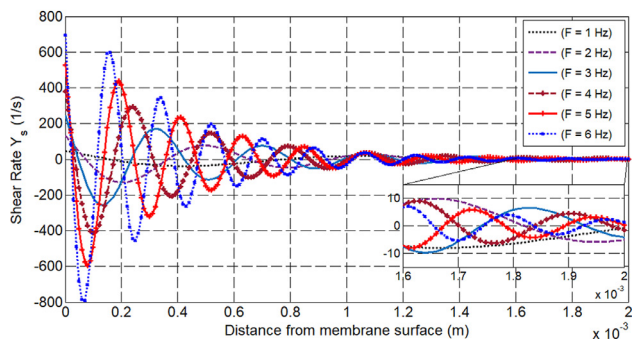 800
600
400
200
0
-200
-400
-600
-800
Shear Rate Yₛ (1/s)
(F = 1 Hz)
(F = 2 Hz)
(F = 3 Hz)
(F = 4 Hz)
(F = 5 Hz)
(F = 6 Hz)
10
0
-10
1.6 1.7 1.8 1.9 2
x 10⁻³
0 0.2 0.4 0.6 0.8 1 1.2 1.4 1.6 1.8 2
Distance from membrane surface (m)
x 10⁻³